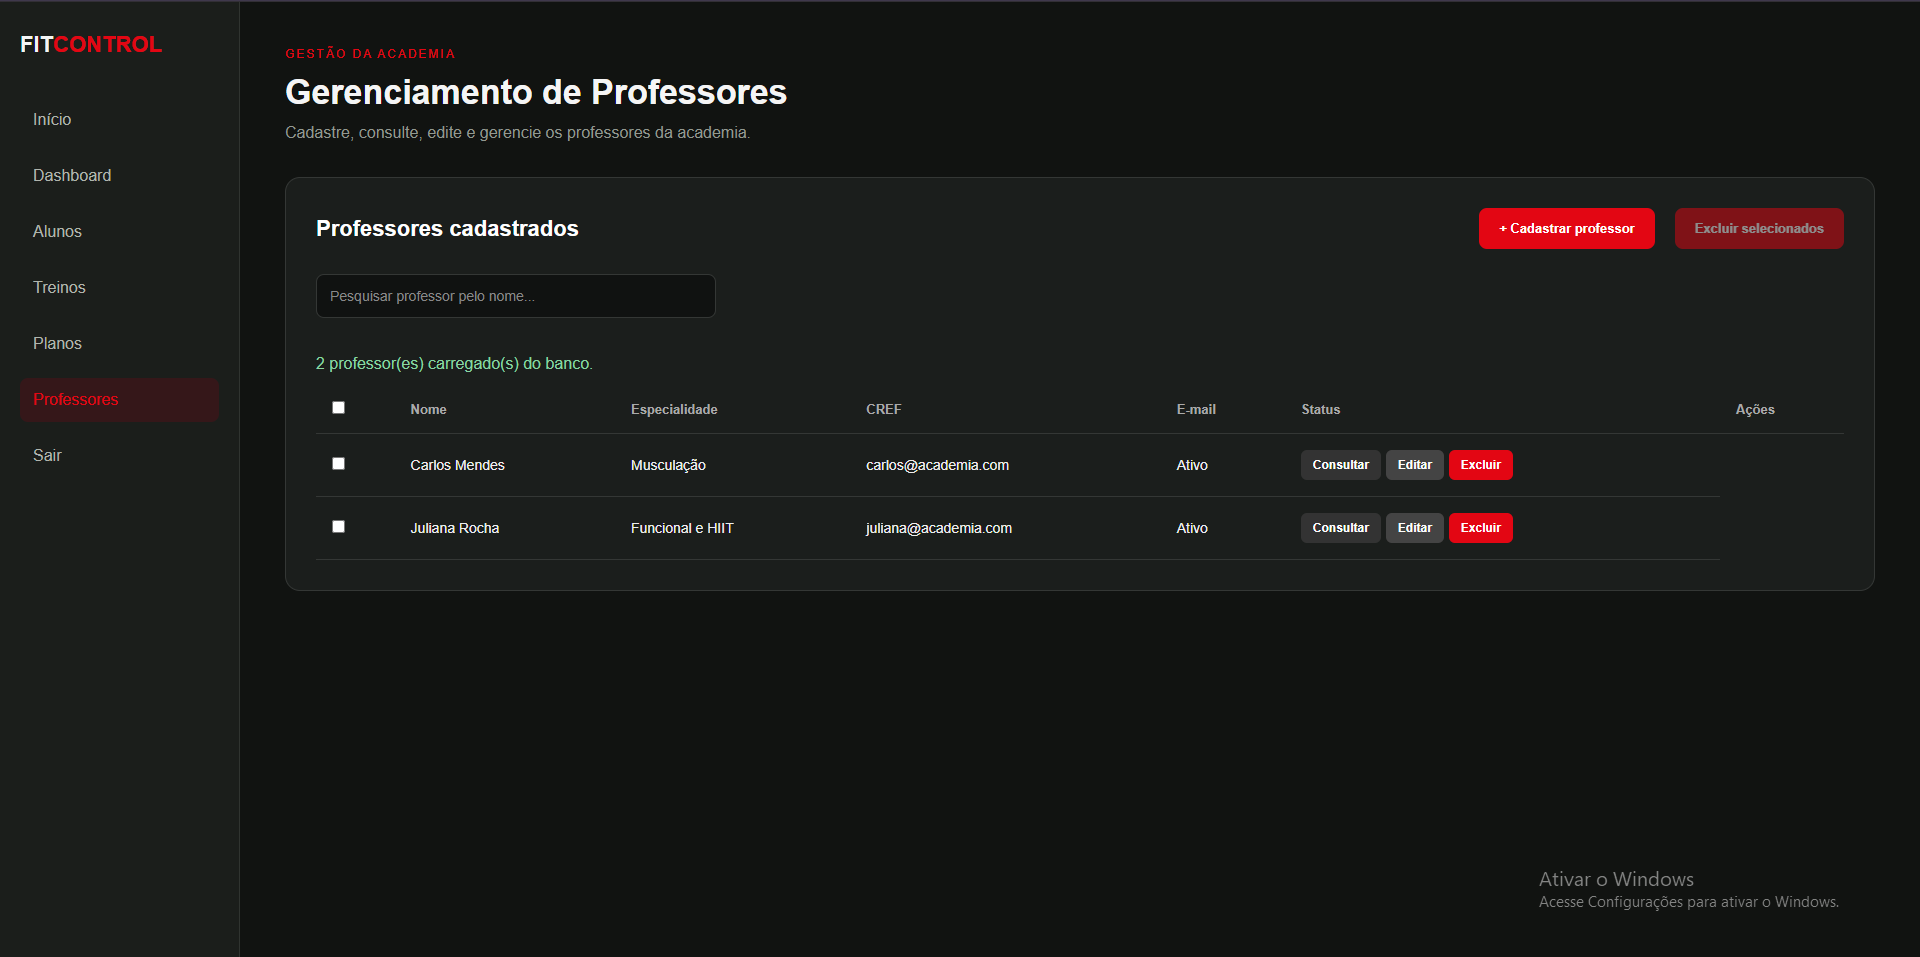 FITCONTROL
Início
Dashboard
Alunos
Treinos
Planos
Professores
Sair
GESTÃO DA ACADEMIA
Gerenciamento de Professores
Cadastre, consulte, edite e gerencie os professores da academia.
Professores cadastrados
+ Cadastrar professor
Excluir selecionados
Pesquisar professor pelo nome...
2 professor(es) carregado(s) do banco.
Nome Especialidade CREF E-mail Status Ações
Carlos Mendes Musculação carlos@academia.com Ativo Consultar Editar Excluir
Juliana Rocha Funcional e HIIT juliana@academia.com Ativo Consultar Editar Excluir
Ativar o Windows
Acesse Configurações para ativar o Windows.